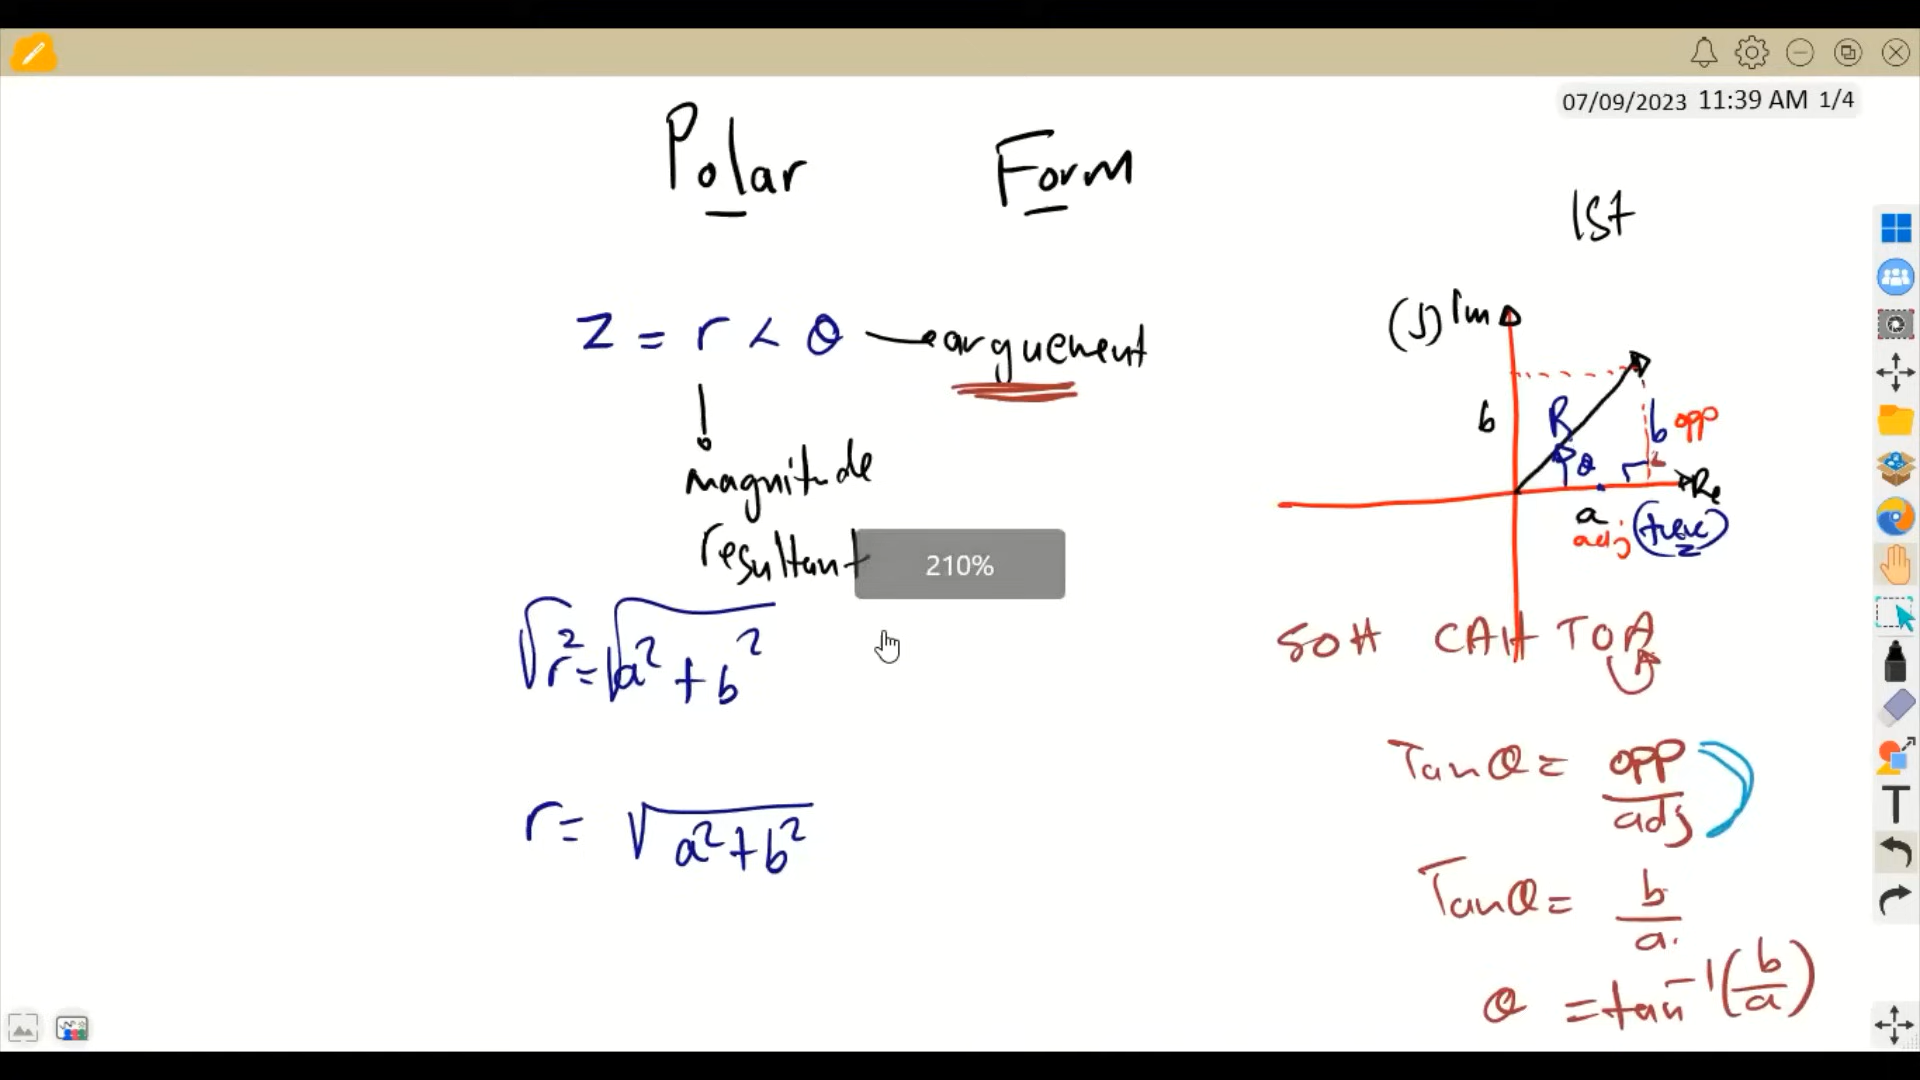 07/09/2023 11:39 AM 1/4
Polar Form
1st
Z = r < θ arguement
magnitude
resultant
210%
√r² = √a² + b²
r = √a² + b²
(J) Im
b
R
θ
b opp
Re
a
adj
SOH CAH TOA
Tanθ = opp/adj
Tanθ = b/a
θ = tan⁻¹(b/a)
T